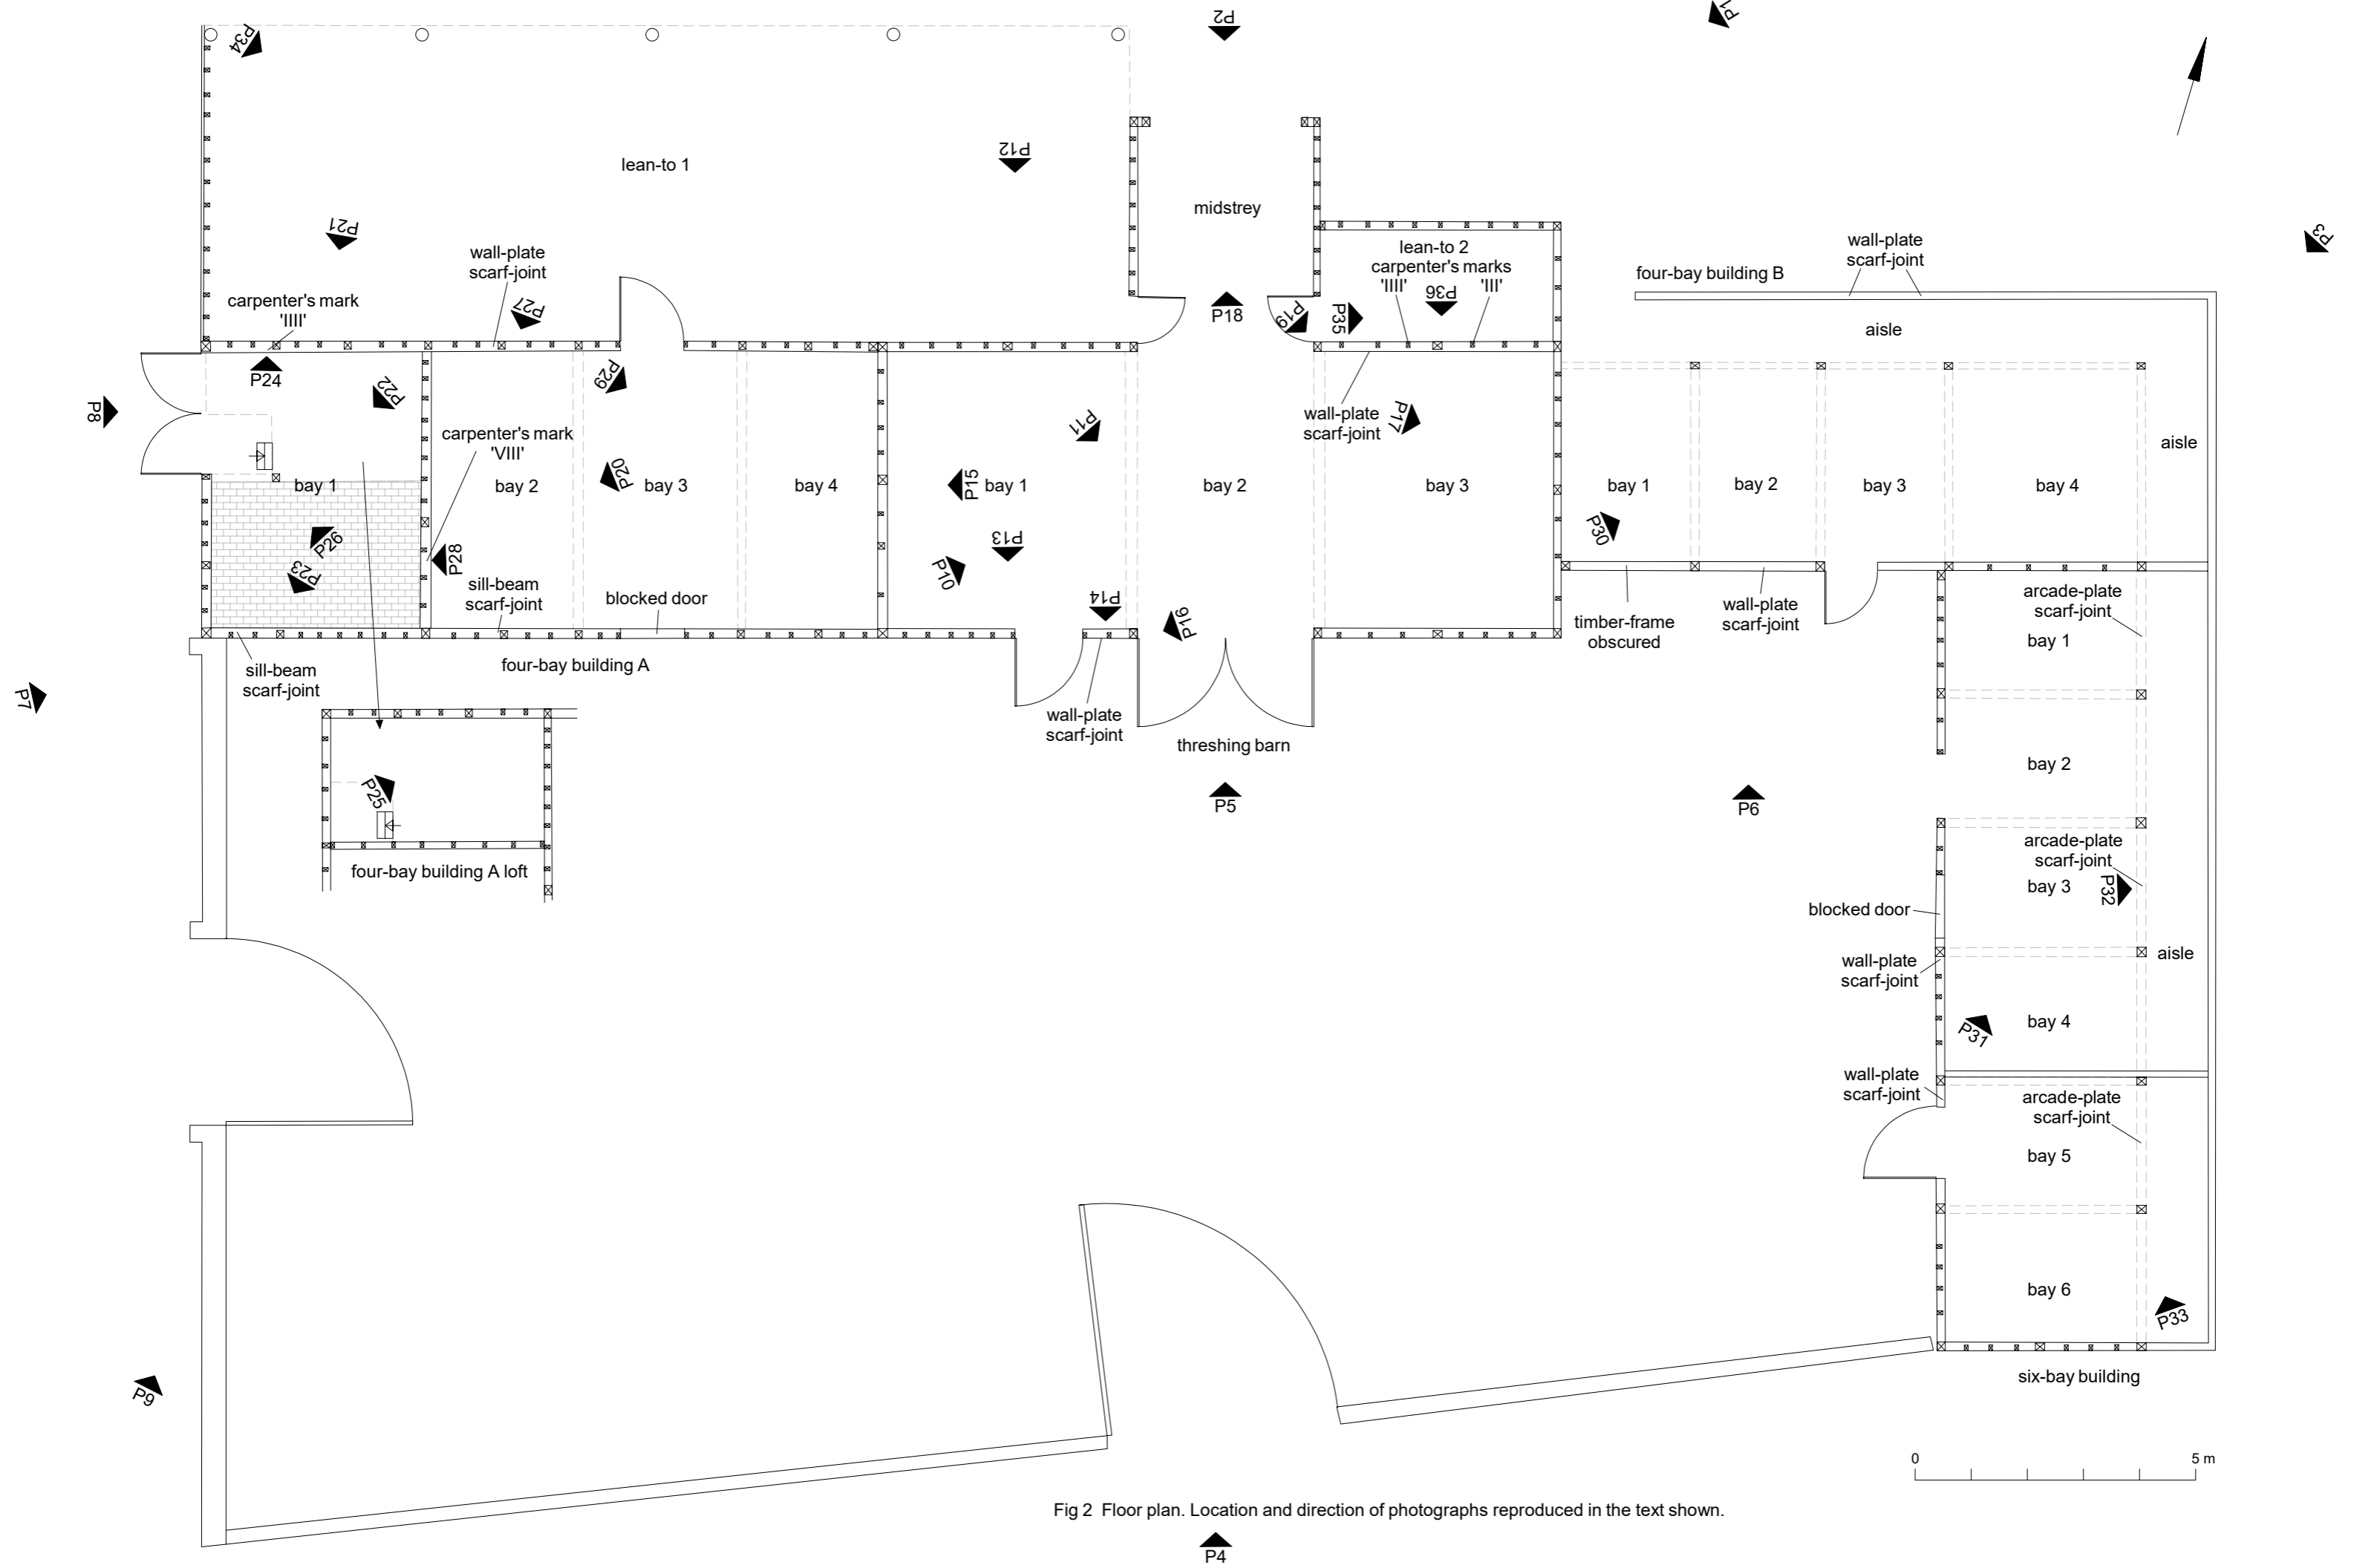 P34
P2
P1
P12
lean-to 1
midstrey
P21
wall-plate
scarf-joint
lean-to 2
carpenter's marks
'IIII' 'III'
P36
wall-plate
scarf-joint
P3
four-bay building B
carpenter's mark
'IIII'
P27
P18
P19
P35
aisle
P24
P22
P29
P8
P11
wall-plate
scarf-joint
P17
carpenter's mark
'VIII'
aisle
bay 1
bay 2
P20
bay 3
bay 4
P15
bay 1
bay 2
bay 3
bay 1
bay 2
bay 3
bay 4
P26
P28
P13
P30
P23
P10
sill-beam
scarf-joint
blocked door
P14
P16
timber-frame
obscured
wall-plate
scarf-joint
arcade-plate
scarf-joint
bay 1
four-bay building A
sill-beam
scarf-joint
P7
wall-plate
scarf-joint
threshing barn
bay 2
P25
P5
P6
four-bay building A loft
arcade-plate
scarf-joint
bay 3
P32
blocked door
wall-plate
scarf-joint
aisle
bay 4
P31
wall-plate
scarf-joint
arcade-plate
scarf-joint
bay 5
bay 6
P33
six-bay building
P9
0 5 m
Fig 2 Floor plan. Location and direction of photographs reproduced in the text shown.
P4